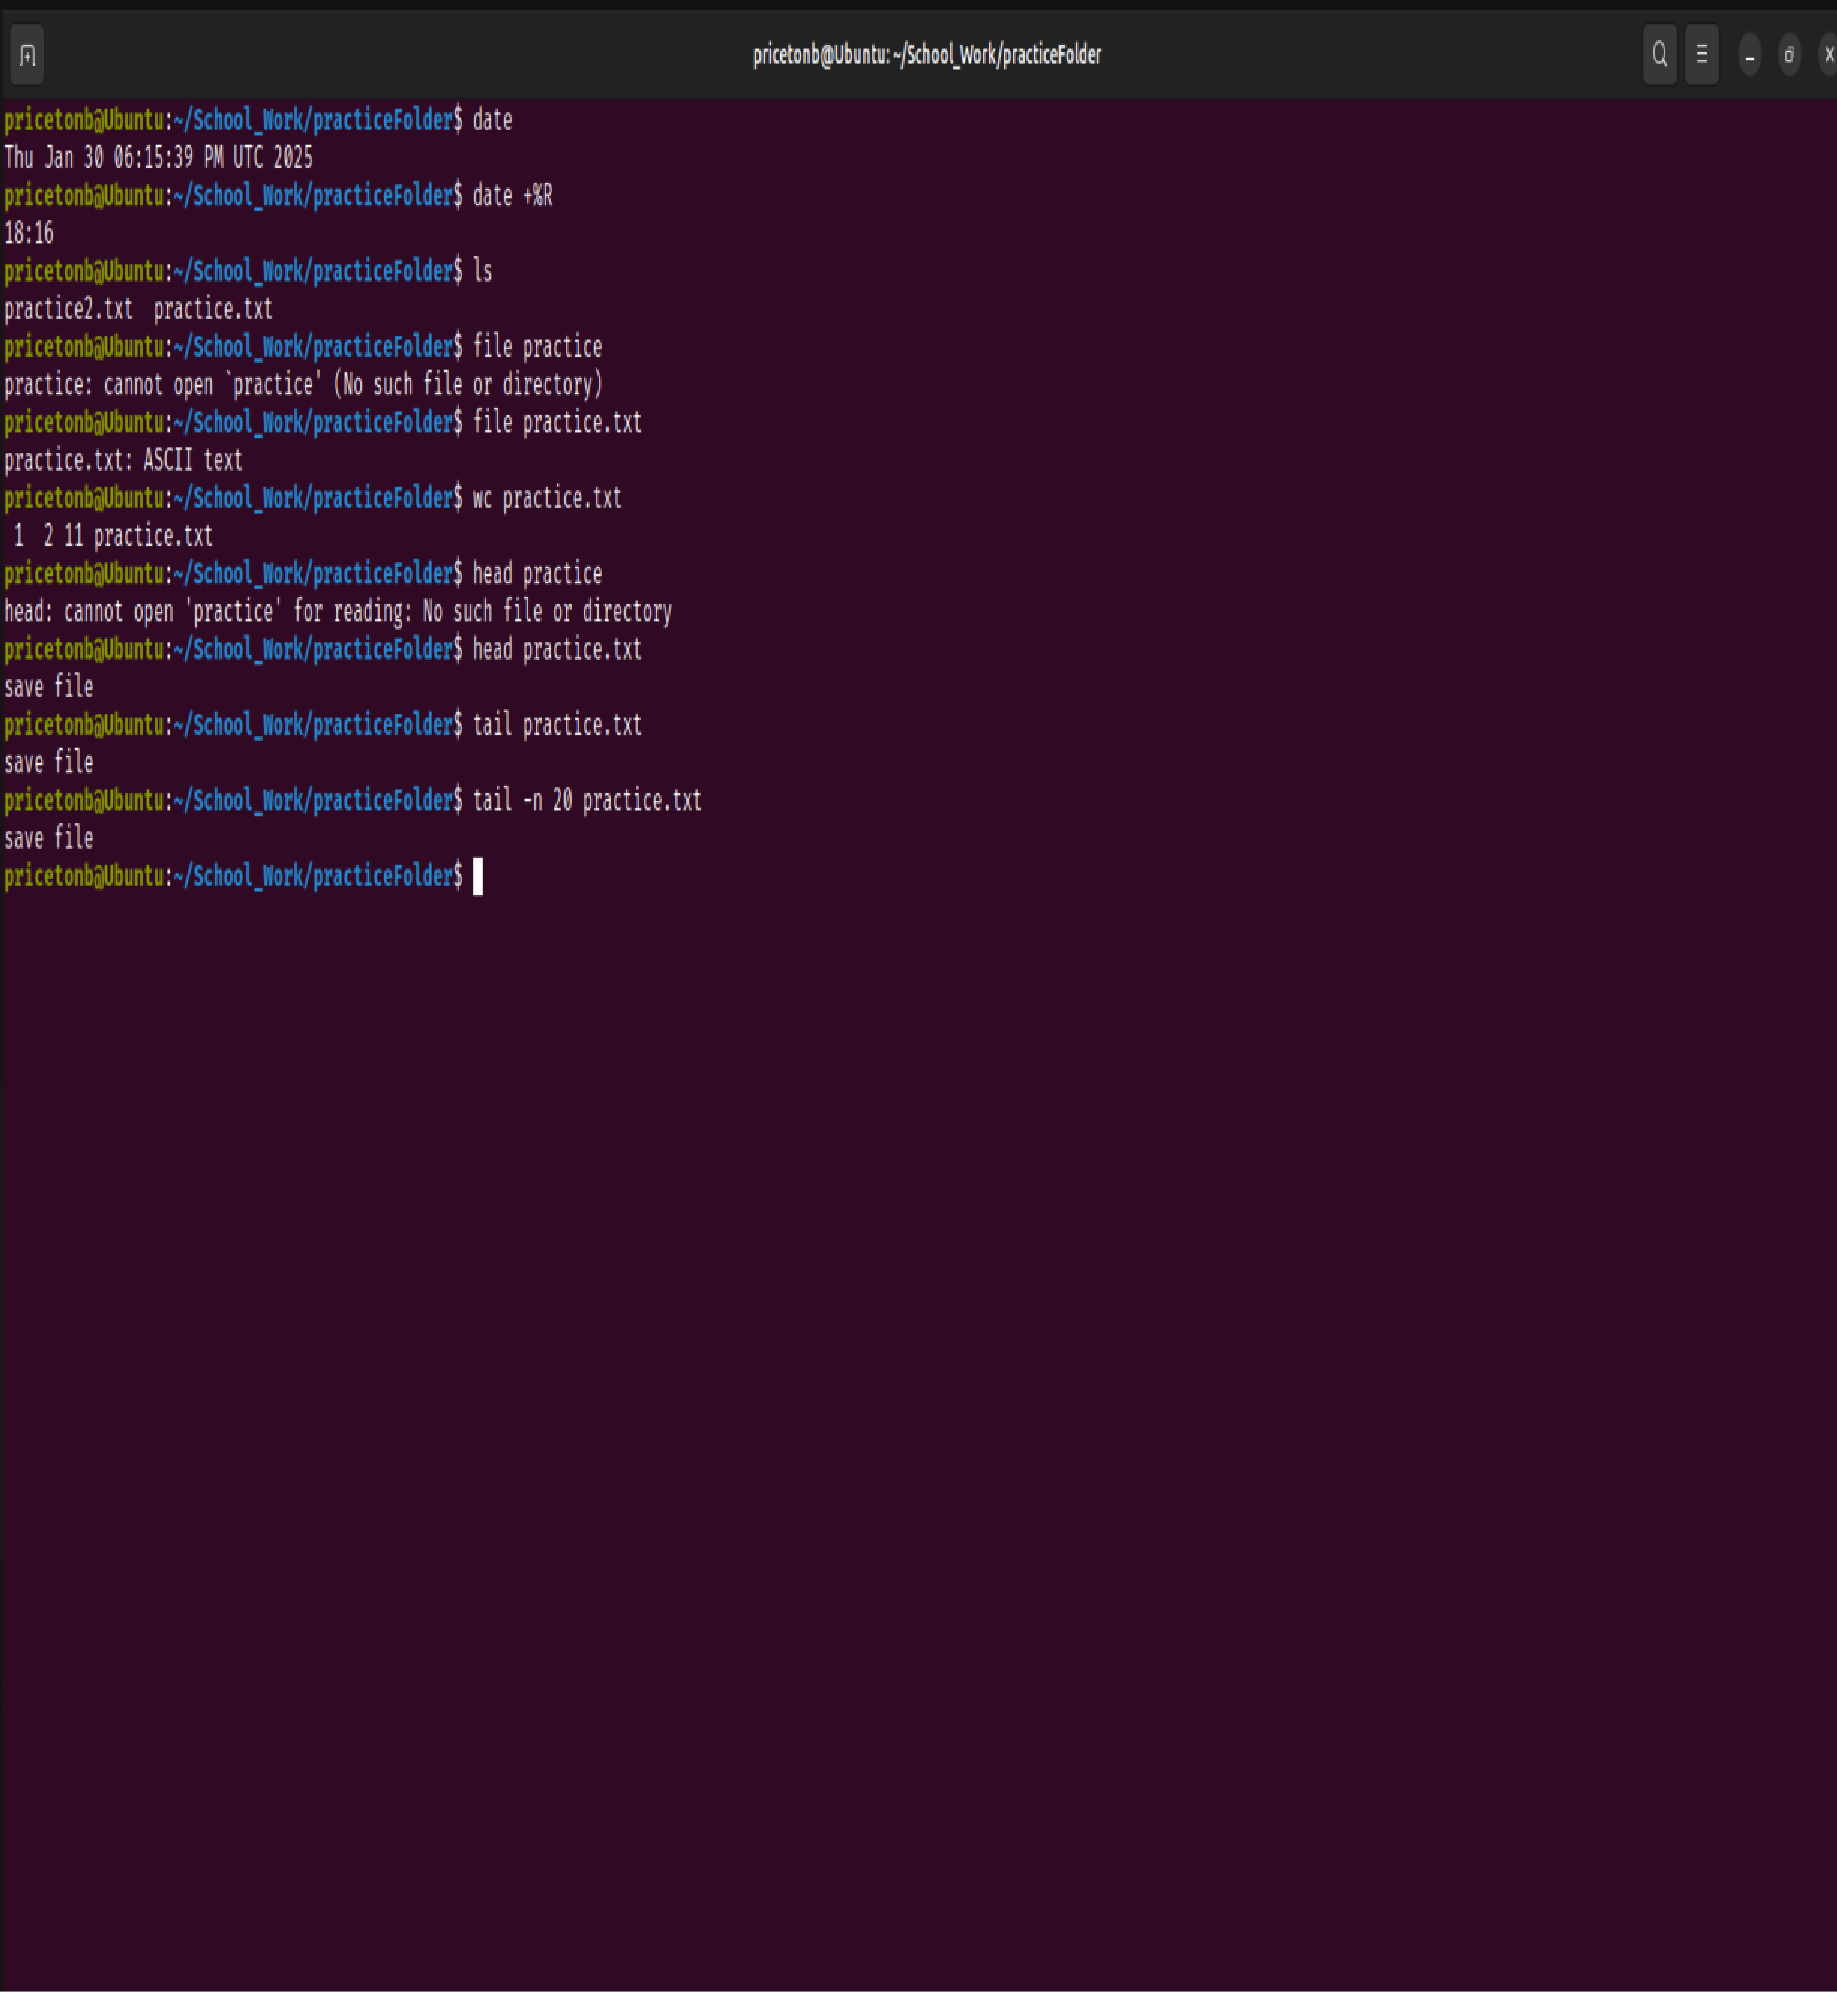 pricetonb@Ubuntu: ~/School_Work/practiceFolder
pricetonb@Ubuntu:~/School_Work/practiceFolder$ date
Thu Jan 30 06:15:39 PM UTC 2025
pricetonb@Ubuntu:~/School_Work/practiceFolder$ date +%R
18:16
pricetonb@Ubuntu:~/School_Work/practiceFolder$ ls
practice2.txt  practice.txt
pricetonb@Ubuntu:~/School_Work/practiceFolder$ file practice
practice: cannot open `practice' (No such file or directory)
pricetonb@Ubuntu:~/School_Work/practiceFolder$ file practice.txt
practice.txt: ASCII text
pricetonb@Ubuntu:~/School_Work/practiceFolder$ wc practice.txt
 1  2 11 practice.txt
pricetonb@Ubuntu:~/School_Work/practiceFolder$ head practice
head: cannot open 'practice' for reading: No such file or directory
pricetonb@Ubuntu:~/School_Work/practiceFolder$ head practice.txt
save file
pricetonb@Ubuntu:~/School_Work/practiceFolder$ tail practice.txt
save file
pricetonb@Ubuntu:~/School_Work/practiceFolder$ tail -n 20 practice.txt
save file
pricetonb@Ubuntu:~/School_Work/practiceFolder$